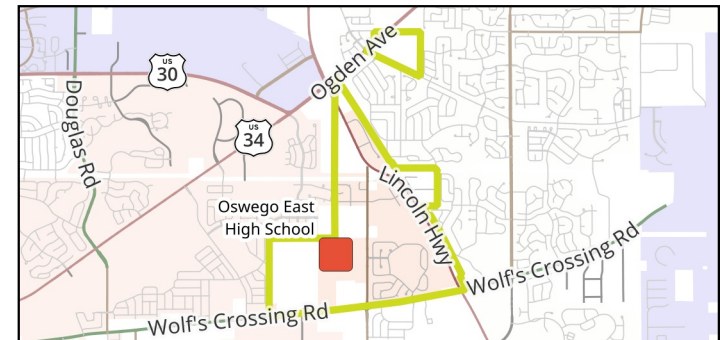 Ogden Ave
US
30
Douglas Rd
US
34
Oswego East
High School
Lincoln Hwy
Wolf's Crossing Rd
Wolf's Crossing Rd